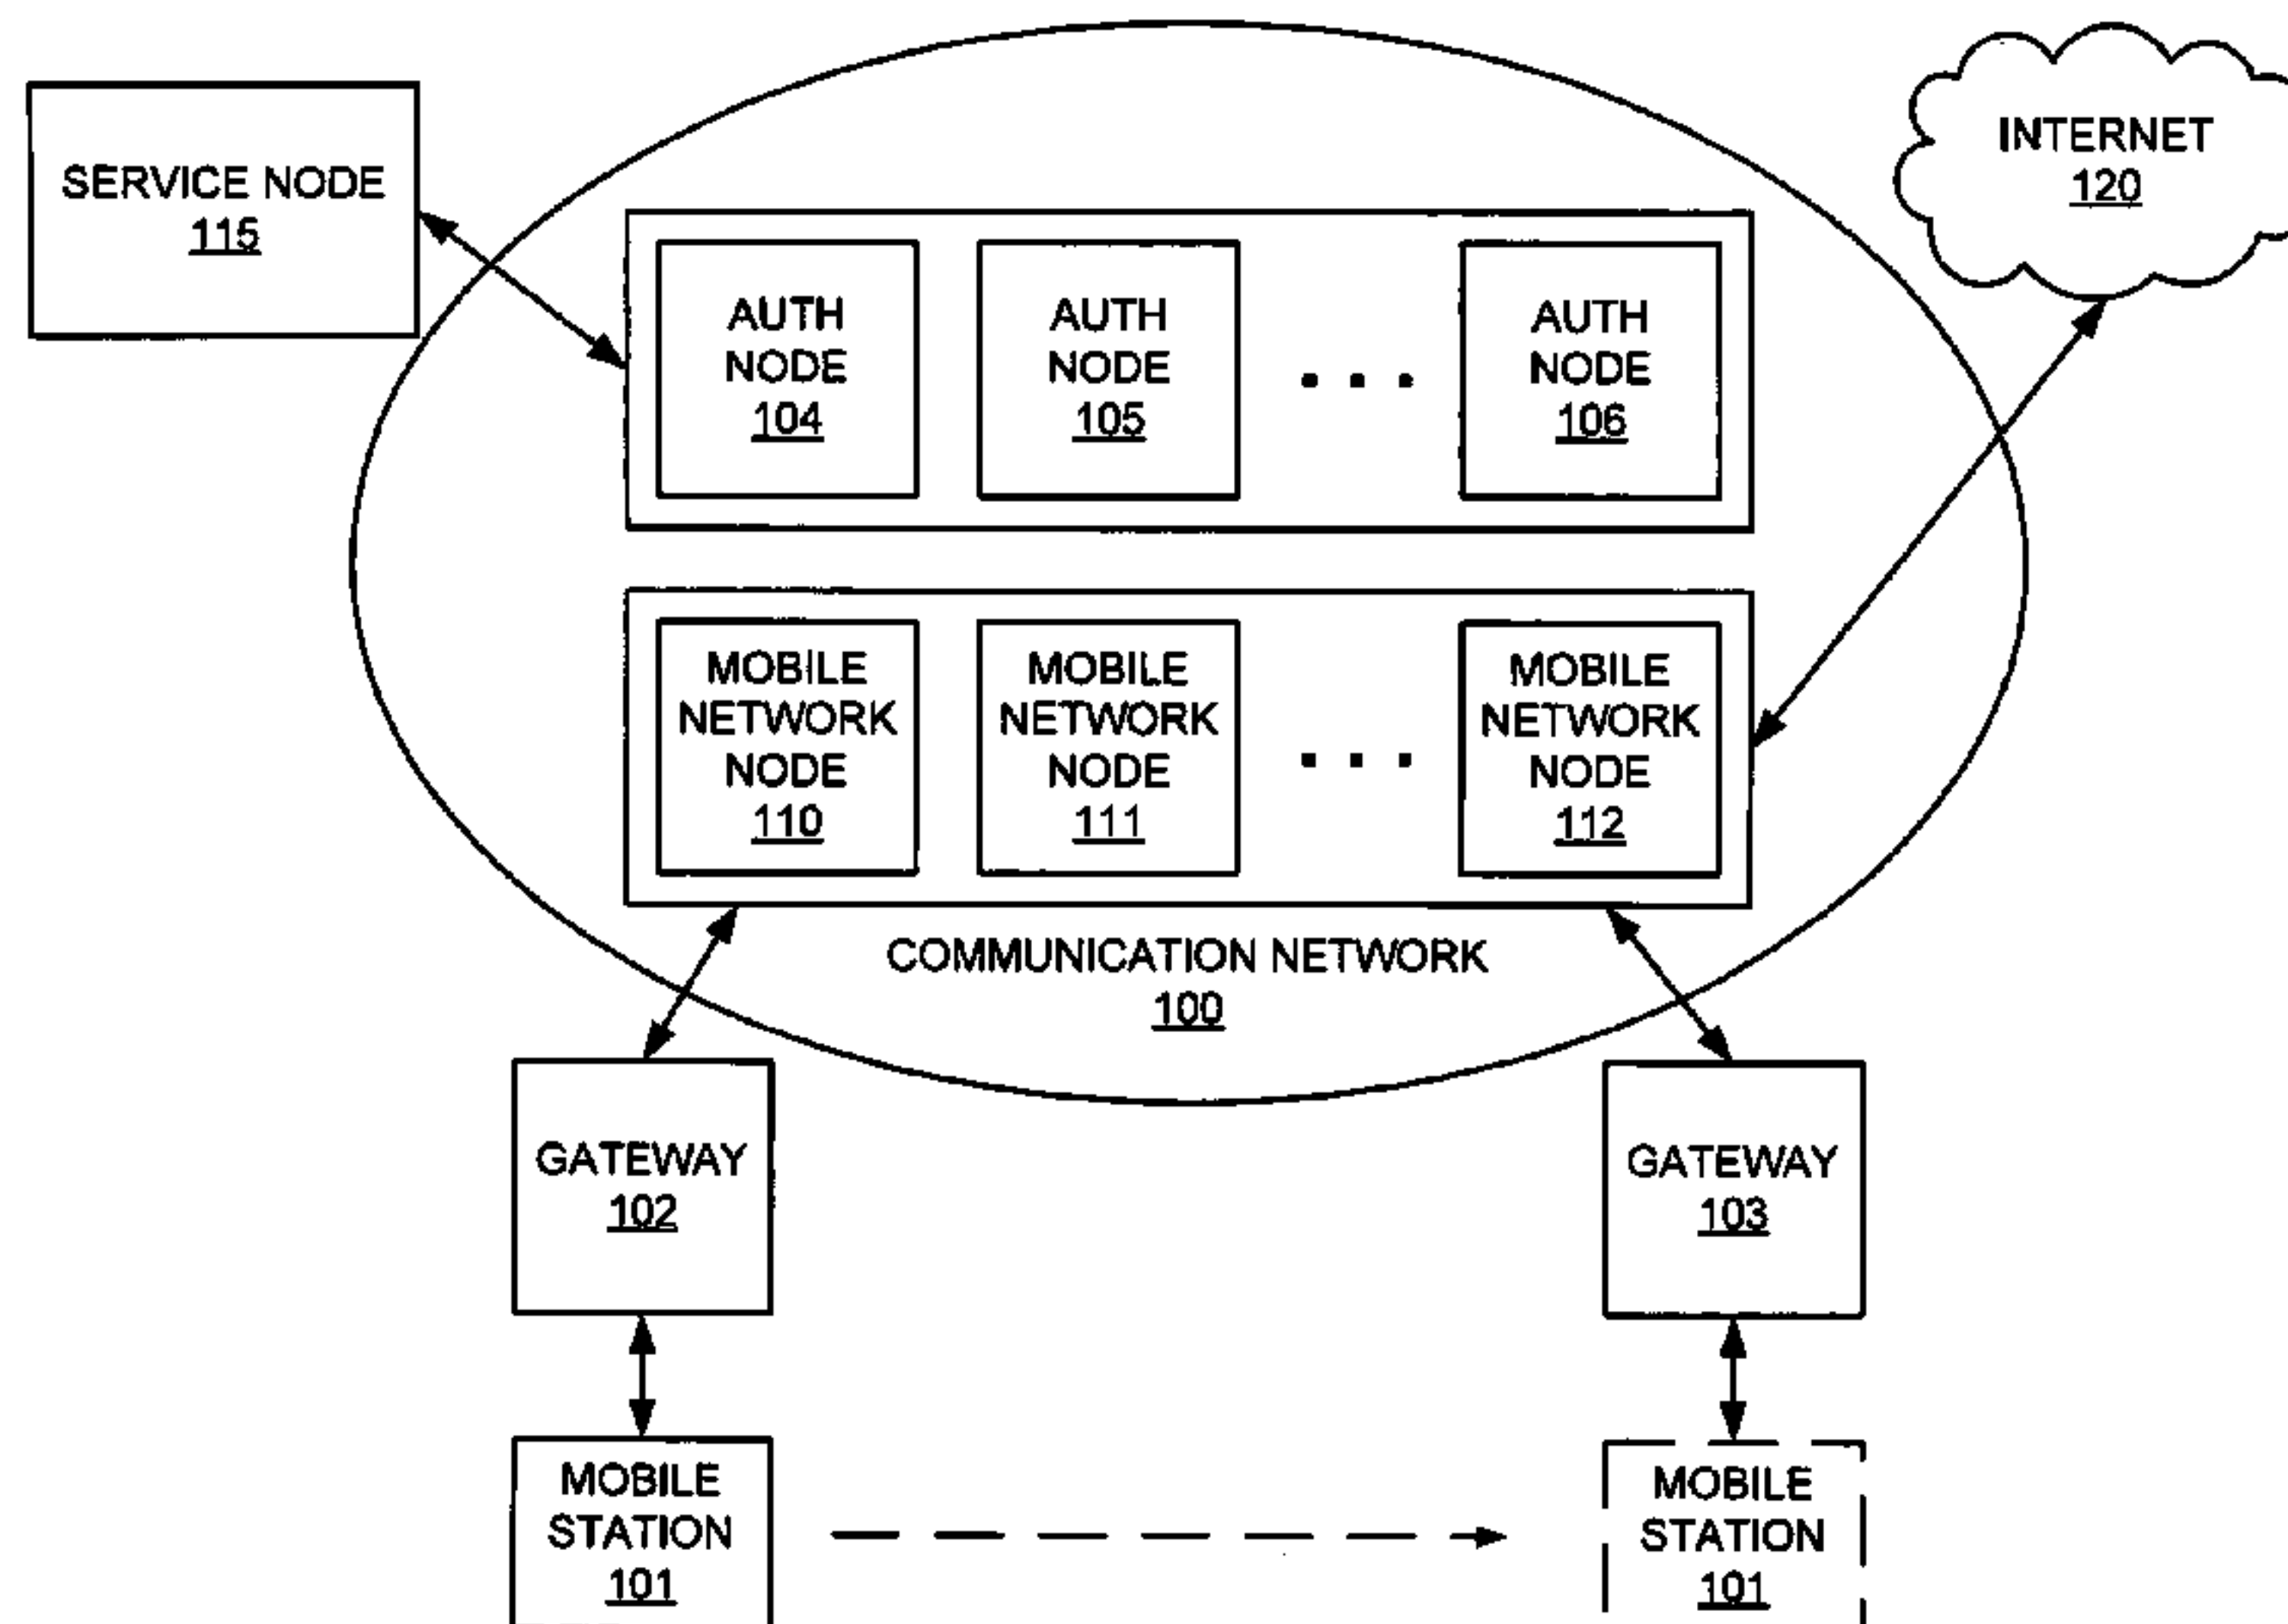 SERVICE NODE
115
INTERNET
120
AUTH
NODE
104
AUTH
NODE
105
. . .
AUTH
NODE
106
MOBILE
NETWORK
NODE
110
MOBILE
NETWORK
NODE
111
. . .
MOBILE
NETWORK
NODE
112
COMMUNICATION NETWORK
100
GATEWAY
102
GATEWAY
103
MOBILE
STATION
101
MOBILE
STATION
101